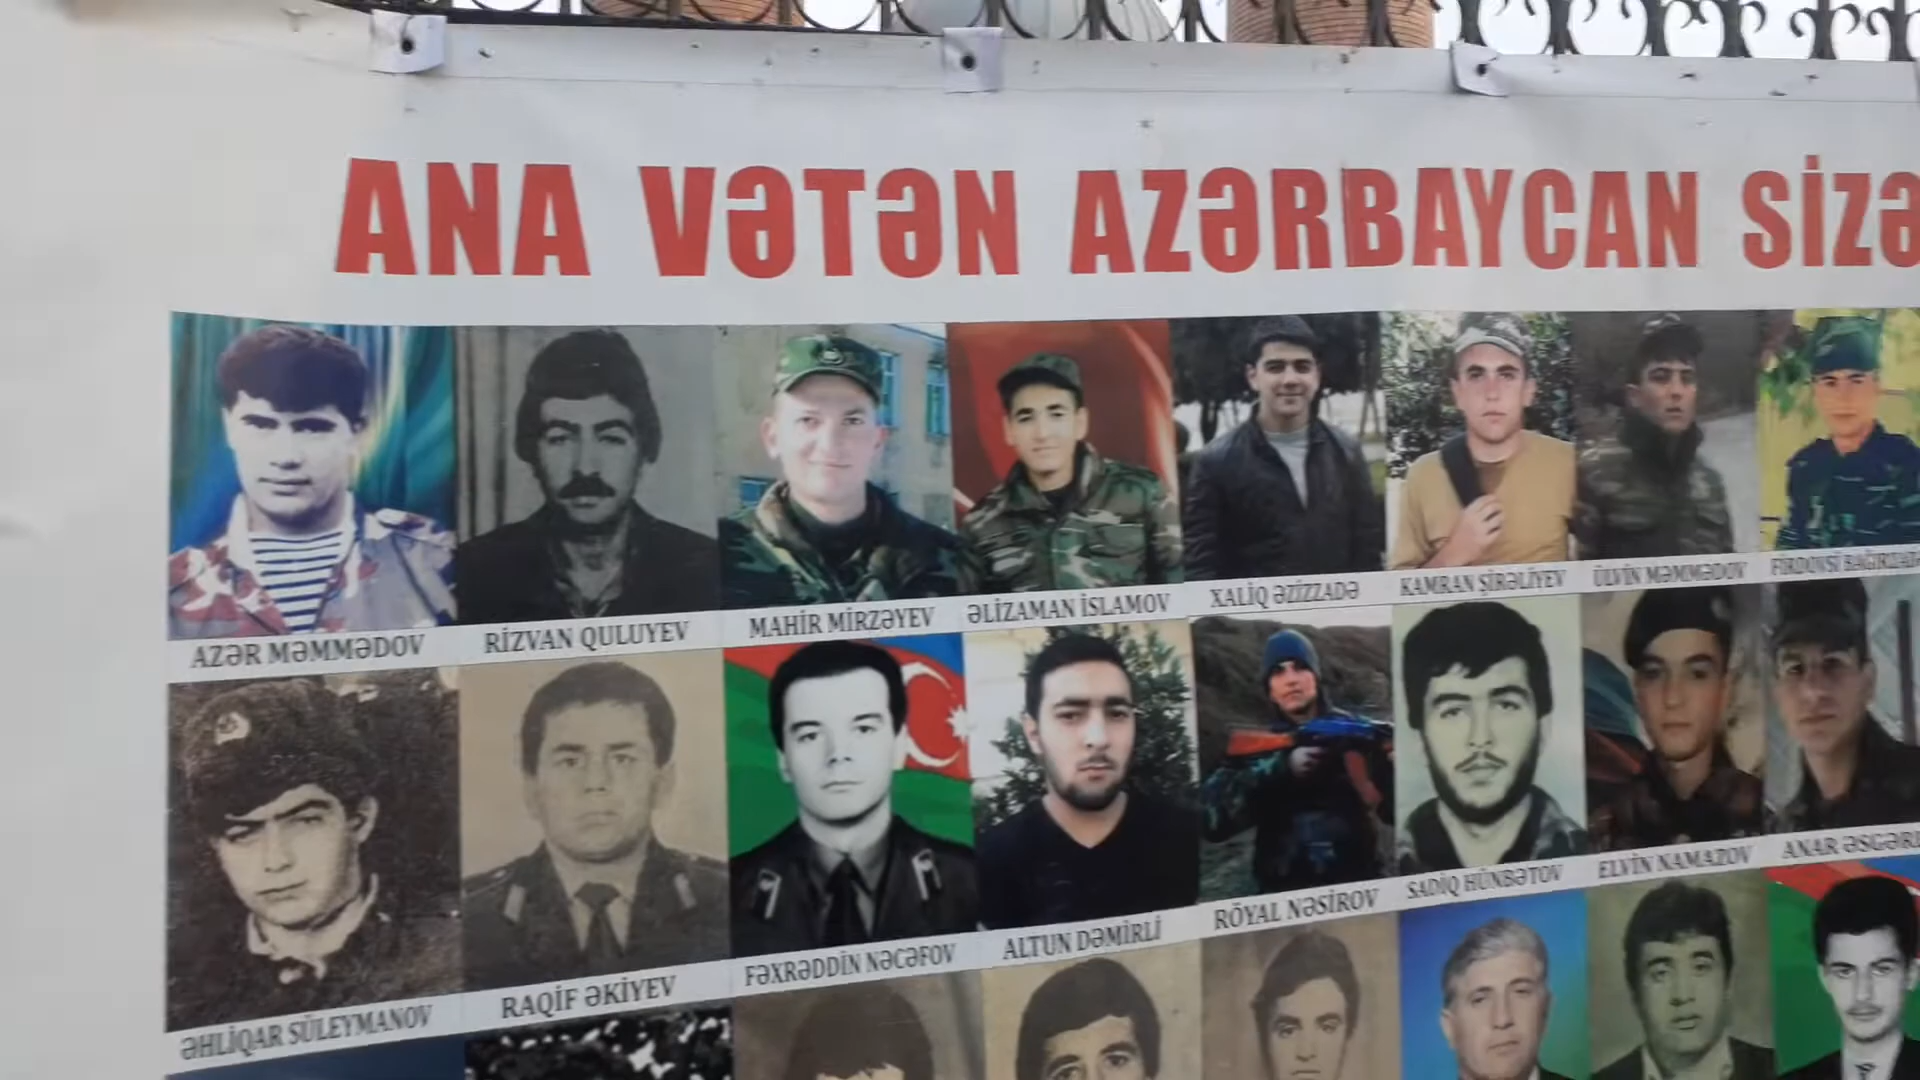 ANA VƏTƏN AZƏRBAYCAN SİZƏ
AZƏR MƏMMƏDOV
RİZVAN QULUYEV
MAHİR MİRZƏYEV
ƏLİZAMAN İSLAMOV
XALİQ ƏZİZZADƏ
KAMRAN ŞİRƏLİYEV
ÜLVİN MƏMMƏDOV
ƏHLİQAR SÜLEYMANOV
RAQİF ƏKİYEV
FƏXRƏDDİN NƏCƏFOV
ALTUN DƏMİRLİ
RÖYAL NƏSİROV
SADİQ HÜNBƏTOV
ELVİN NAMAZOV
ANAR